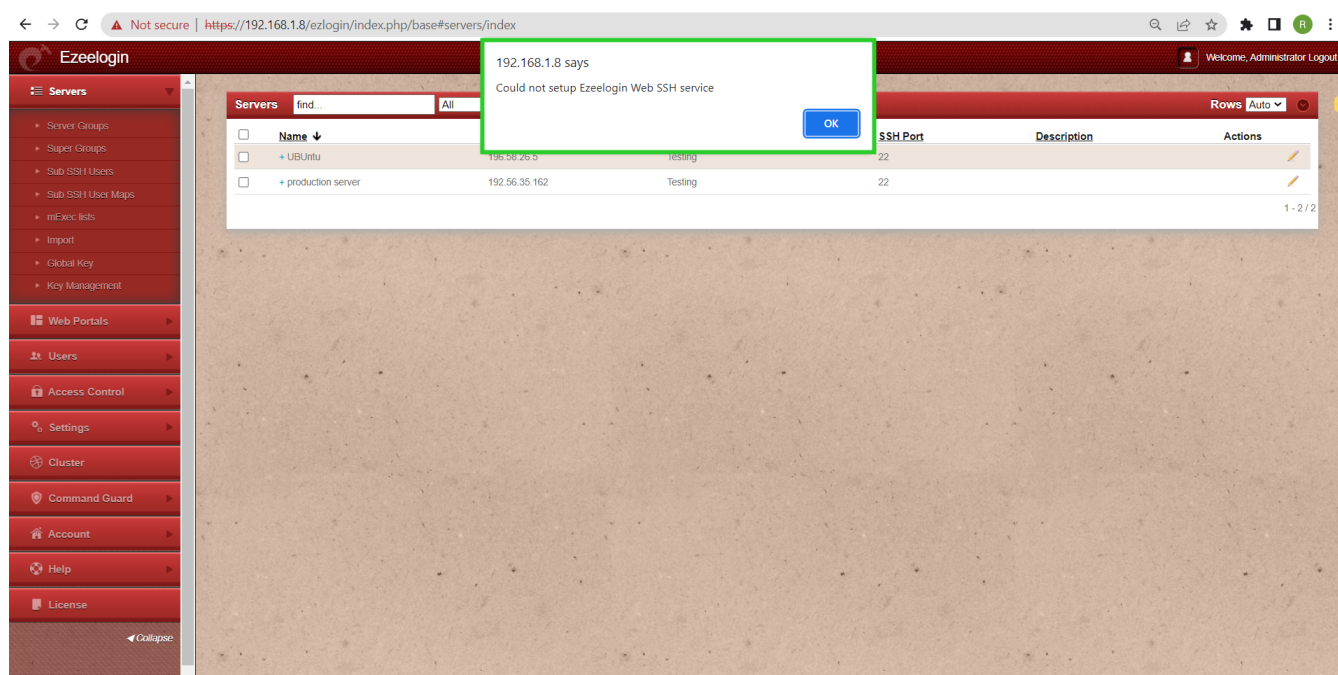 Not secure | https://192.168.1.8/ezlogin/index.php/base#servers/index
R
Ezeelogin
Welcome, Administrator Logout
192.168.1.8 says
Could not setup Ezeelogin Web SSH service
OK
Servers
Server Groups
Super Groups
Sub SSH Users
Sub SSH User Maps
mExec lists
Import
Global Key
Key Management
Web Portals
Users
Access Control
Settings
Cluster
Command Guard
Account
Help
License
Collapse
Servers find... All Rows Auto
Name SSH Port Description Actions
+ UBUntu 196.58.26.5 Testing 22
+ production server 192.56.35.162 Testing 22
1 - 2 / 2